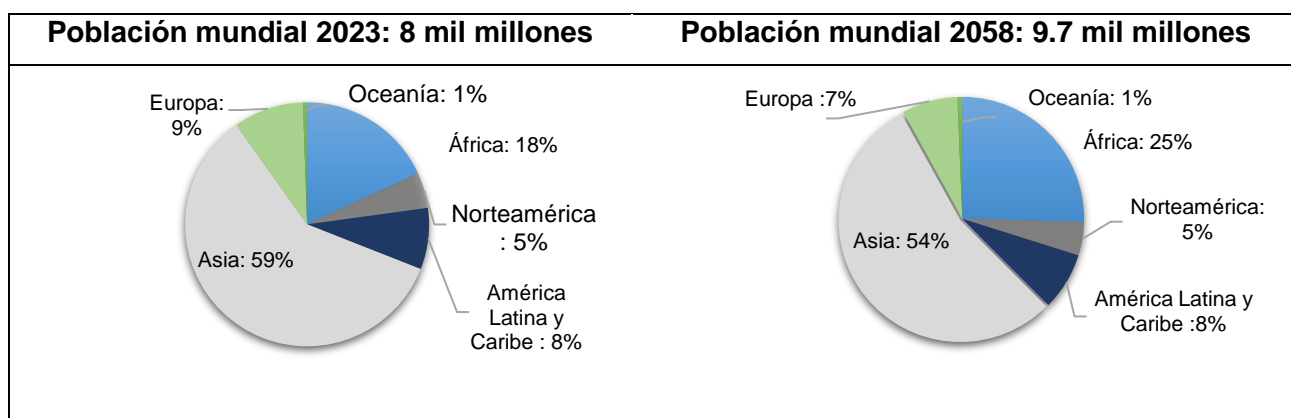 Población mundial 2023: 8 mil millones
Población mundial 2058: 9.7 mil millones
Europa:
9%
Oceanía: 1%
África: 18%
Norteamérica
: 5%
Asia: 59%
América
Latina y
Caribe : 8%
Europa :7%
Oceanía: 1%
África: 25%
Norteamérica:
5%
Asia: 54%
América Latina y
Caribe :8%